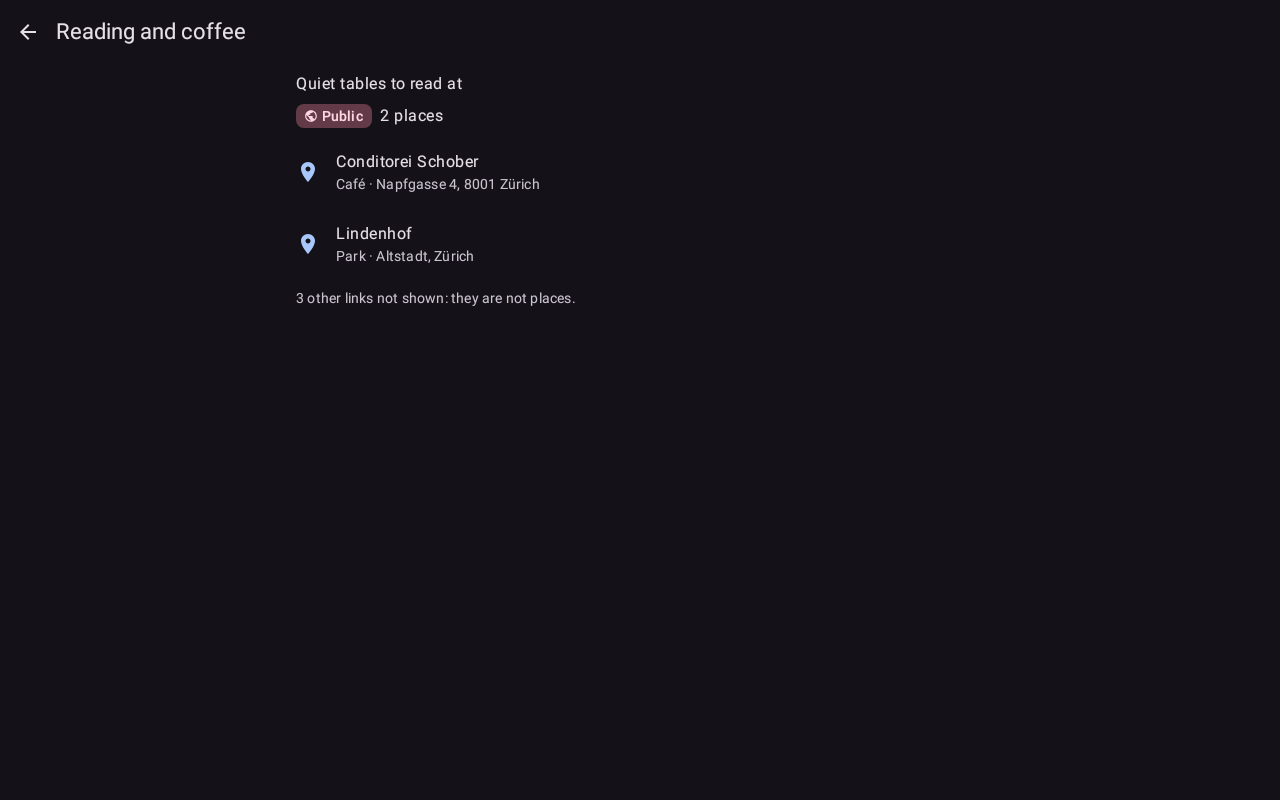 Reading and coffee
Quiet tables to read at
Public 2 places
Conditorei Schober
Café · Napfgasse 4, 8001 Zürich
Lindenhof
Park · Altstadt, Zürich
3 other links not shown: they are not places.